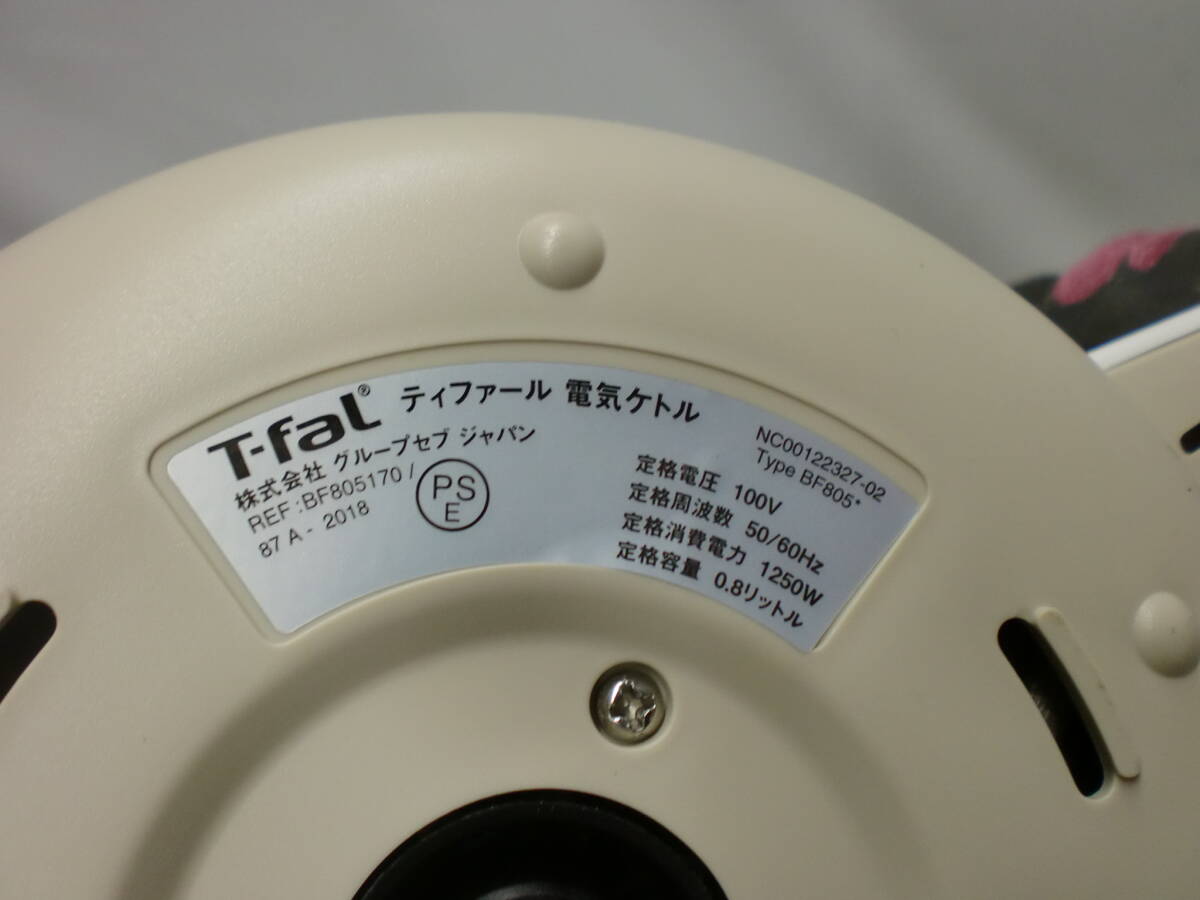 T-fal® ティファール 電気ケトル
株式会社 グループセブ ジャパン
REF : BF805170 /
87 A - 2018
PS
E
NC00122327-02
Type BF805*
定格電圧 100V
定格周波数 50/60Hz
定格消費電力 1250W
定格容量 0.8リットル